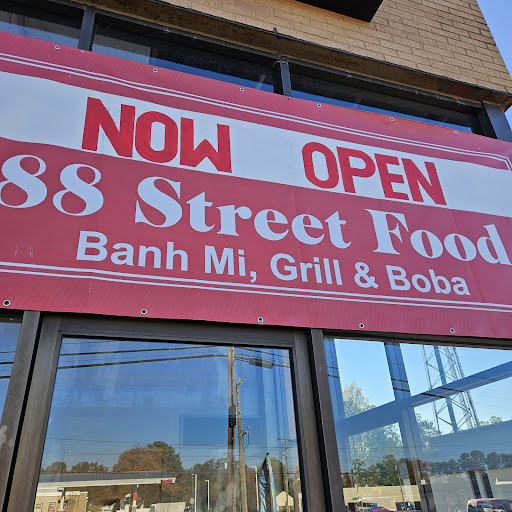 NOW OPEN
88 Street Food
Banh Mi, Grill & Boba